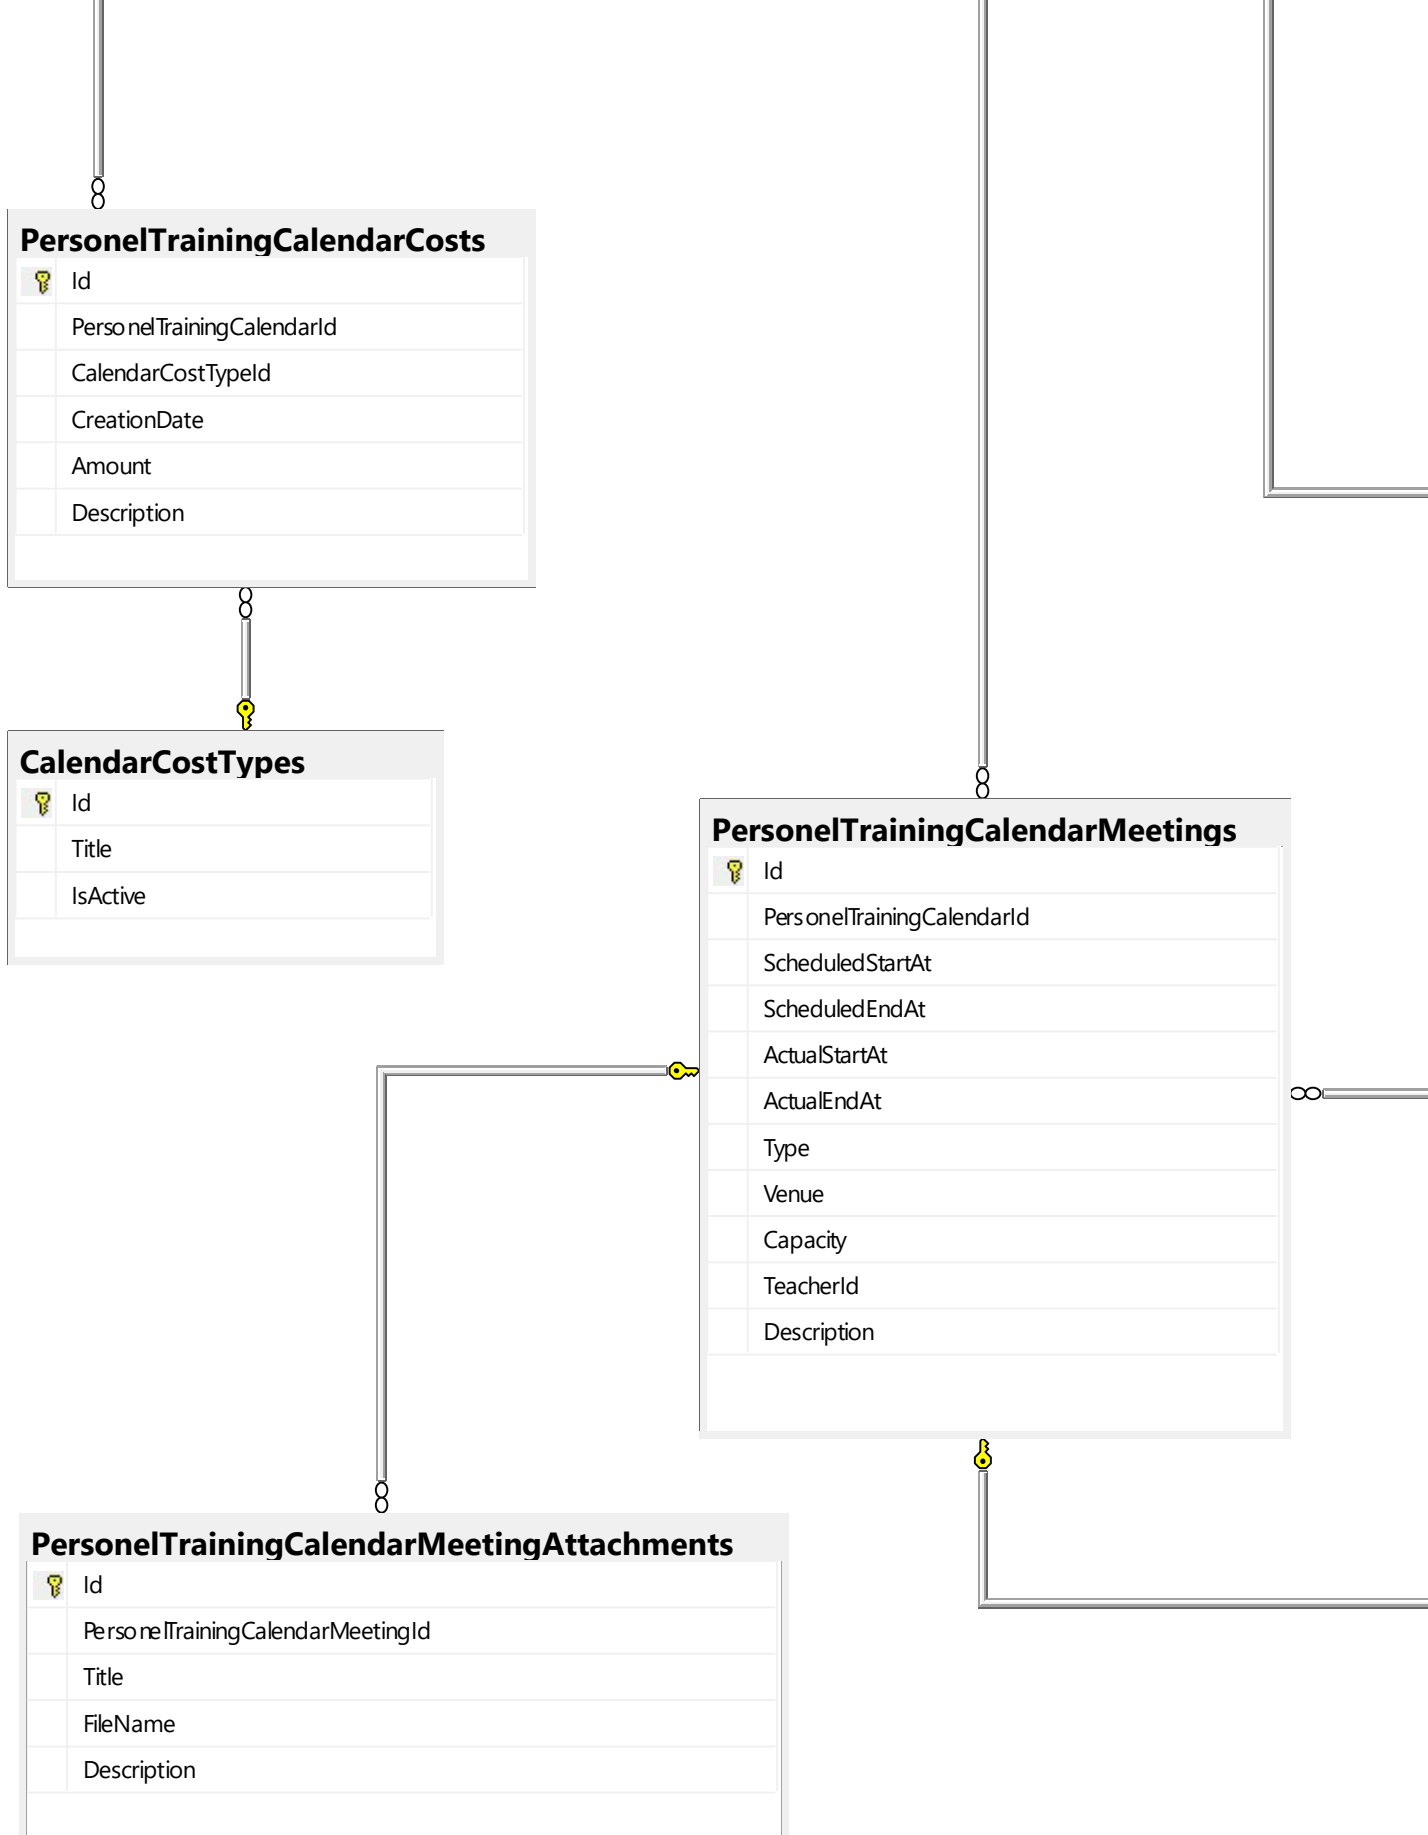 PersonelTrainingCalendarCosts
Id
PersonelTrainingCalendarId
CalendarCostTypeId
CreationDate
Amount
Description
CalendarCostTypes
Id
Title
IsActive
PersonelTrainingCalendarMeetings
Id
PersonelTrainingCalendarId
ScheduledStartAt
ScheduledEndAt
ActualStartAt
ActualEndAt
Type
Venue
Capacity
TeacherId
Description
PersonelTrainingCalendarMeetingAttachments
Id
PersonelTrainingCalendarMeetingId
Title
FileName
Description